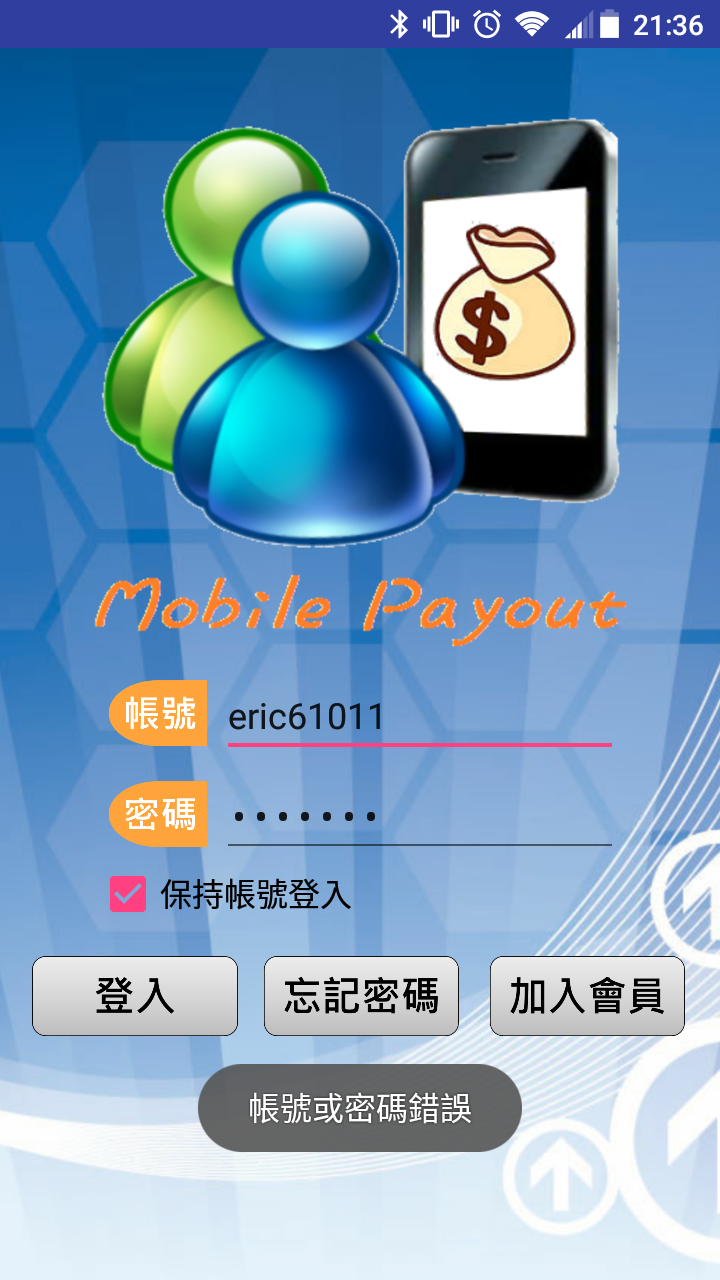 21:36
$
Mobile Payout
帳號 eric61011
密碼 •••••••
保持帳號登入
登入 忘記密碼 加入會員
帳號或密碼錯誤